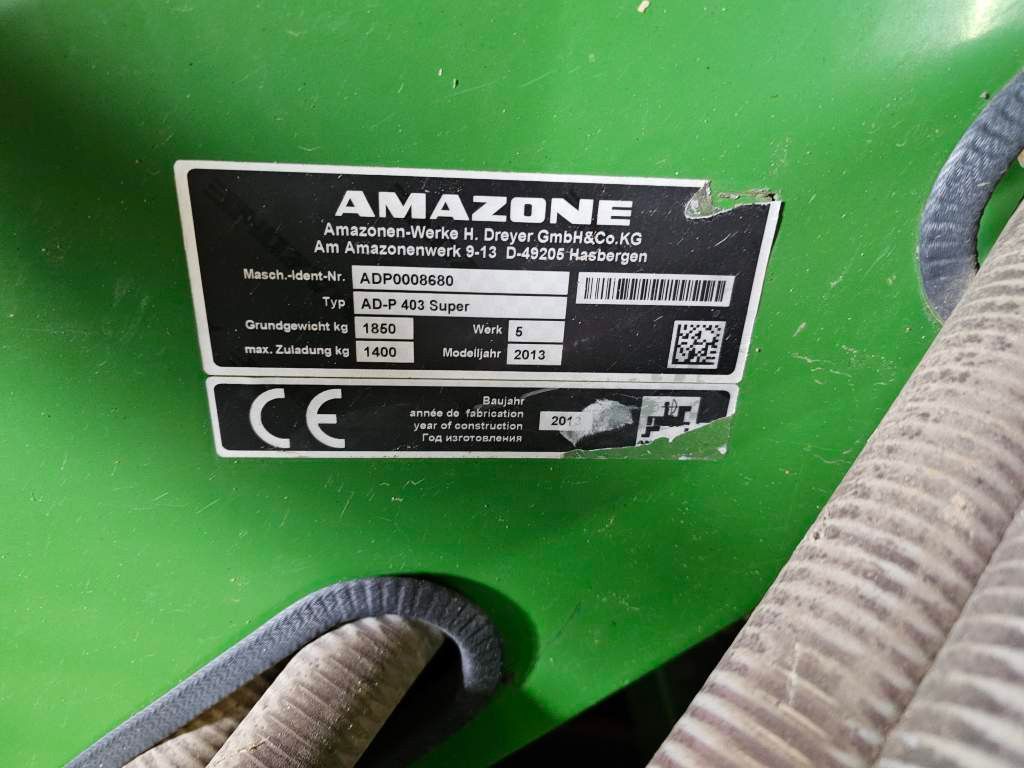 AMAZONE
Amazonen-Werke H. Dreyer GmbH&Co.KG
Am Amazonenwerk 9-13 D-49205 Hasbergen
Masch.-Ident-Nr. ADP0008680
Typ AD-P 403 Super
Grundgewicht kg 1850 Werk 5
max. Zuladung kg 1400 Modelljahr 2013
CE
Baujahr
année de fabrication
year of construction 2013
Год изготовления